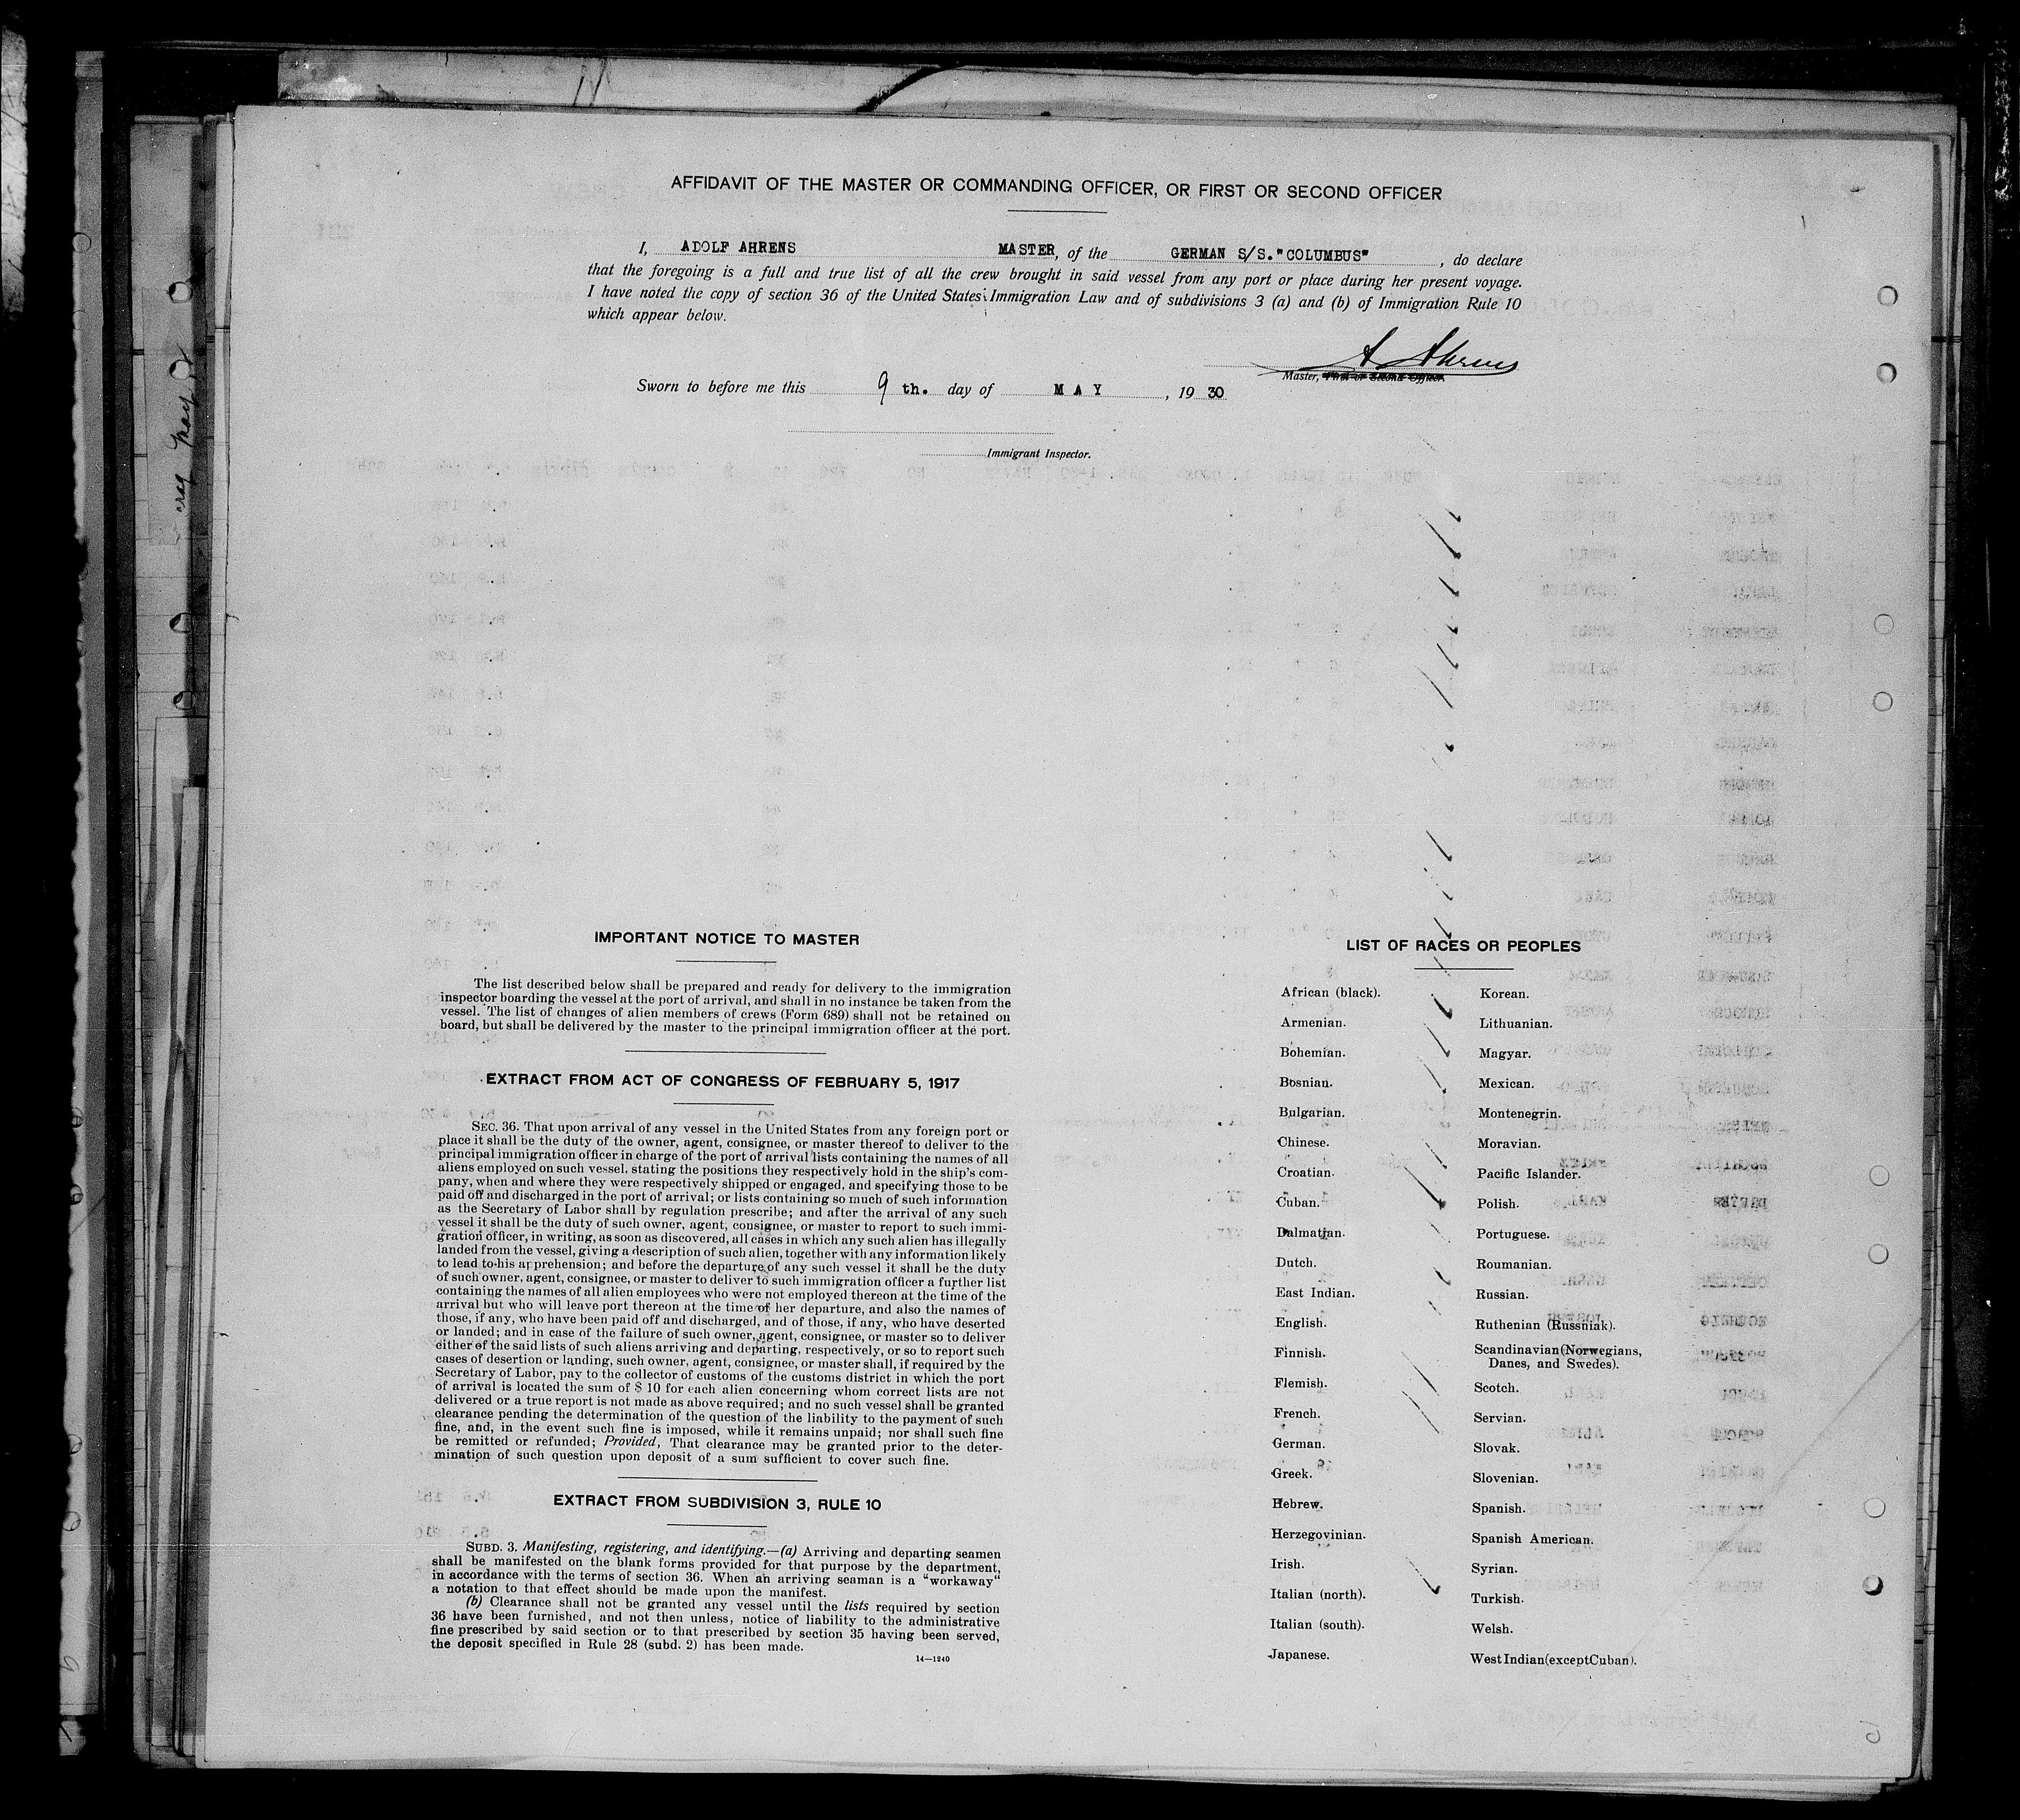 AFFIDAVIT OF THE MASTER OR COMMANDING OFFICER, OR FIRST OR SECOND OFFICER
I, ADOLF AHRENS MASTER, of the GERMAN S/S."COLUMBUS", do declare
that the foregoing is a full and true list of all the crew brought in said vessel from any port or place during her present voyage.
I have noted the copy of section 36 of the United States Immigration Law and of subdivisions 3 (a) and (b) of Immigration Rule 10
which appear below.
A Ahrens
Master, First or Second Officer.
Sworn to before me this 9 th. day of MAY, 19 30
Immigrant Inspector.
IMPORTANT NOTICE TO MASTER
The list described below shall be prepared and ready for delivery to the immigration
inspector boarding the vessel at the port of arrival, and shall in no instance be taken from the
vessel. The list of changes of alien members of crews (Form 689) shall not be retained on
board, but shall be delivered by the master to the principal immigration officer at the port.
EXTRACT FROM ACT OF CONGRESS OF FEBRUARY 5, 1917
SEC. 36. That upon arrival of any vessel in the United States from any foreign port or
place it shall be the duty of the owner, agent, consignee, or master thereof to deliver to the
principal immigration officer in charge of the port of arrival lists containing the names of all
aliens employed on such vessel, stating the positions they respectively hold in the ship's com-
pany, when and where they were respectively shipped or engaged, and specifying those to be
paid off and discharged in the port of arrival; or lists containing so much of such information
as the Secretary of Labor shall by regulation prescribe; and after the arrival of any such
vessel it shall be the duty of such owner, agent, consignee, or master to report to such immi-
gration officer, in writing, as soon as discovered, all cases in which any such alien has illegally
landed from the vessel, giving a description of such alien, together with any information likely
to lead to his apprehension; and before the departure of any such vessel it shall be the duty
of such owner, agent, consignee, or master to deliver to such immigration officer a further list
containing the names of all alien employees who were not employed thereon at the time of the
arrival but who will leave port thereon at the time of her departure, and also the names of
those, if any, who have been paid off and discharged, and of those, if any, who have deserted
or landed; and in case of the failure of such owner, agent, consignee, or master so to deliver
either of the said lists of such aliens arriving and departing, respectively, or so to report such
cases of desertion or landing, such owner, agent, consignee, or master shall, if required by the
Secretary of Labor, pay to the collector of customs of the customs district in which the port
of arrival is located the sum of $ 10 for each alien concerning whom correct lists are not
delivered or a true report is not made as above required; and no such vessel shall be granted
clearance pending the determination of the question of the liability to the payment of such
fine, and, in the event such fine is imposed, while it remains unpaid; nor shall such fine
be remitted or refunded; Provided, That clearance may be granted prior to the deter-
mination of such question upon deposit of a sum sufficient to cover such fine.
EXTRACT FROM SUBDIVISION 3, RULE 10
SUBD. 3. Manifesting, registering, and identifying.—(a) Arriving and departing seamen
shall be manifested on the blank forms provided for that purpose by the department,
in accordance with the terms of section 36. When an arriving seaman is a "workaway"
a notation to that effect should be made upon the manifest.
(b) Clearance shall not be granted any vessel until the lists required by section
36 have been furnished, and not then unless, notice of liability to the administrative
fine prescribed by said section or to that prescribed by section 35 having been served,
the deposit specified in Rule 28 (subd. 2) has been made.
14—1240
LIST OF RACES OR PEOPLES
African (black).
Armenian.
Bohemian.
Bosnian.
Bulgarian.
Chinese.
Croatian.
Cuban.
Dalmatian.
Dutch.
East Indian.
English.
Finnish.
Flemish.
French.
German.
Greek.
Hebrew.
Herzegovinian.
Irish.
Italian (north).
Italian (south).
Japanese.
Korean.
Lithuanian.
Magyar.
Mexican.
Montenegrin.
Moravian.
Pacific Islander.
Polish.
Portuguese.
Roumanian.
Russian.
Ruthenian (Russniak).
Scandinavian (Norwegians,
Danes, and Swedes).
Scotch.
Servian.
Slovak.
Slovenian.
Spanish.
Spanish American.
Syrian.
Turkish.
Welsh.
West Indian (except Cuban).